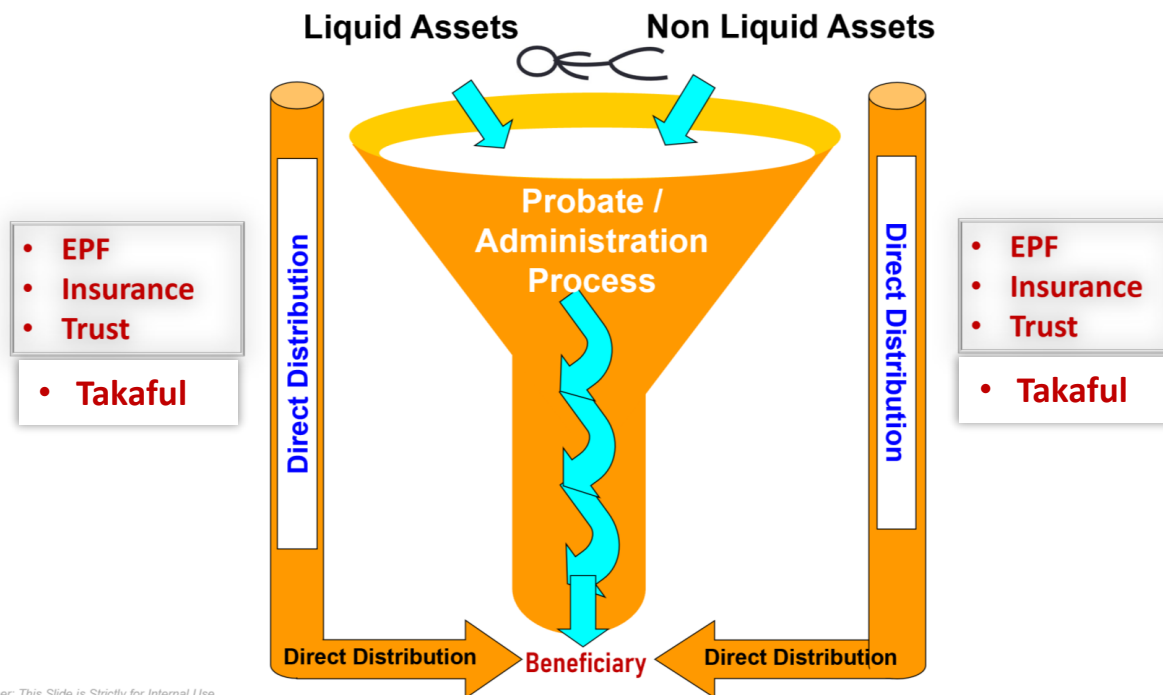 Liquid Assets
Non Liquid Assets
Probate /
Administration
Process
• EPF
• Insurance
• Trust
• Takaful
Direct Distribution
Direct Distribution
• EPF
• Insurance
• Trust
• Takaful
Direct Distribution
Beneficiary
Direct Distribution
er: This Slide is Strictly for Internal Use